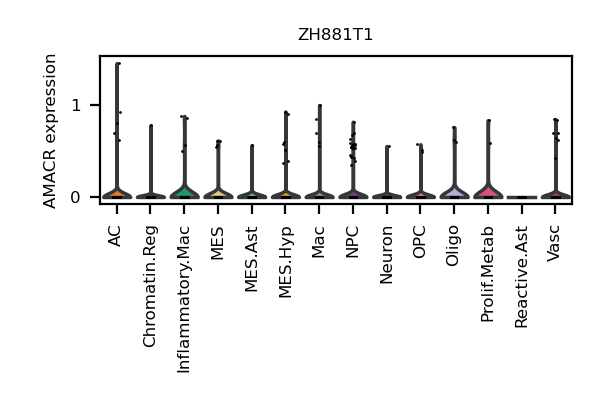 ZH881T1
AMACR expression
1
0
AC
Chromatin.Reg
Inflammatory.Mac
MES
MES.Ast
MES.Hyp
Mac
NPC
Neuron
OPC
Oligo
Prolif.Metab
Reactive.Ast
Vasc